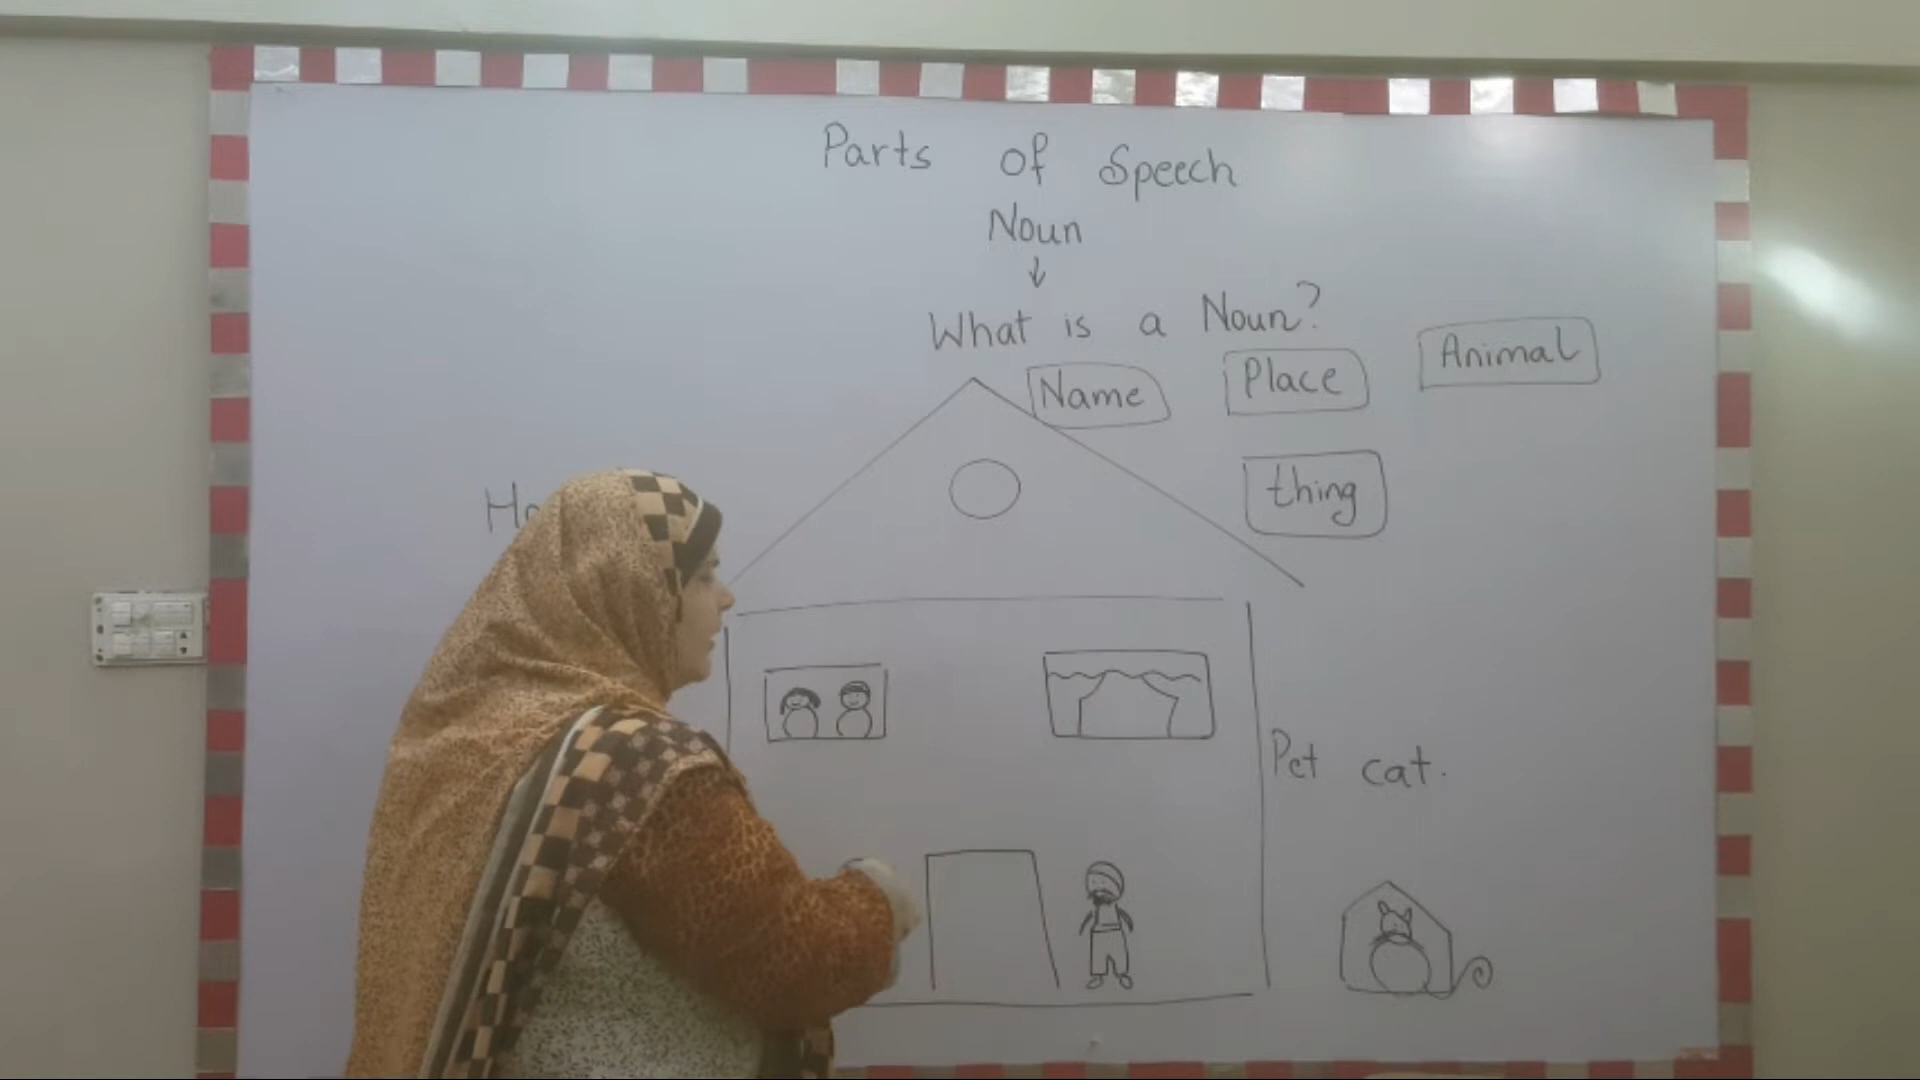 Parts of Speech
Noun
What is a Noun?
Name
Place
Animal
thing
Pet cat.